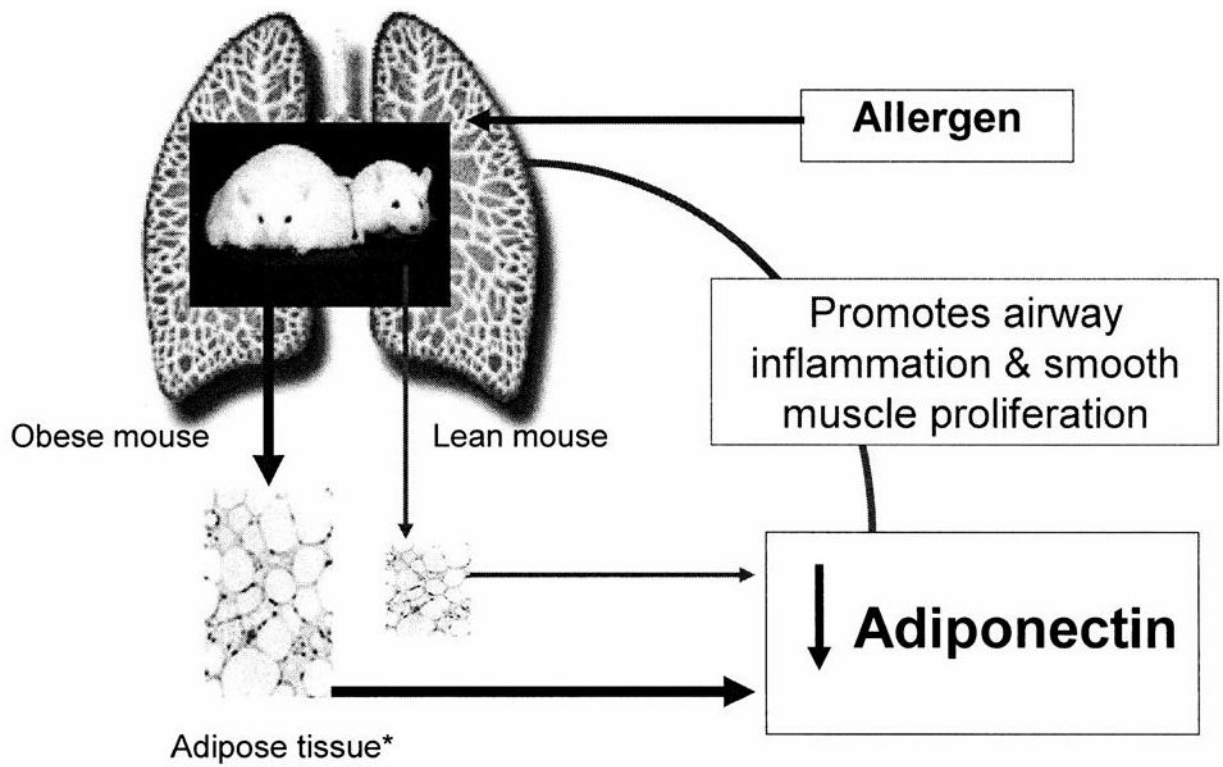 Allergen
Promotes airway
inflammation & smooth
muscle proliferation
Obese mouse
Lean mouse
↓ Adiponectin
Adipose tissue*